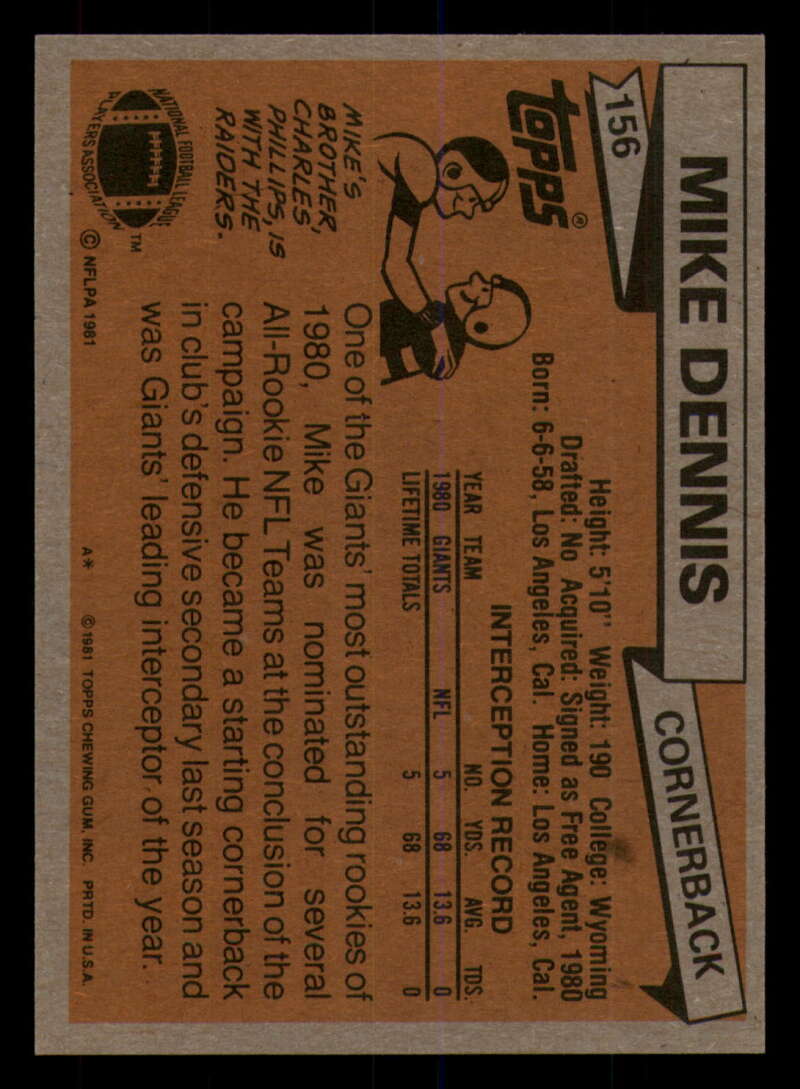 156
MIKE DENNIS
CORNERBACK
topps®
Height: 5'10" Weight: 190 College: Wyoming
Drafted: No Acquired: Signed as Free Agent, 1980
Born: 6-6-58, Los Angeles, Cal. Home: Los Angeles, Cal.
INTERCEPTION RECORD
YEAR TEAM NO. YDS. AVG. TDS.
1980 GIANTS NFL 5 68 13.6 0
LIFETIME TOTALS 5 68 13.6 0
MIKE'S
BROTHER,
CHARLES
PHILLIPS, IS
WITH THE
RAIDERS.
One of the Giants' most outstanding rookies of
1980, Mike was nominated for several
All-Rookie NFL Teams at the conclusion of the
campaign. He became a starting cornerback
in club's defensive secondary last season and
was Giants' leading interceptor of the year.
NATIONAL FOOTBALL LEAGUE
PLAYERS ASSOCIATION
TM
© NFLPA 1981
A* ©1981 TOPPS CHEWING GUM, INC. PRTD. IN U.S.A.